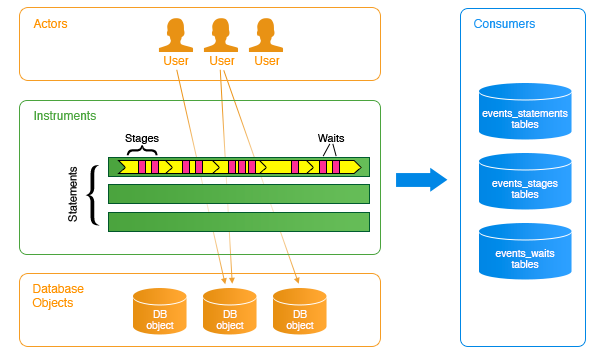 Actors
User
User
User
Instruments
Stages
Waits
Statements
Database
Objects
DB
object
DB
object
DB
object
Consumers
events_statements
tables
events_stages
tables
events_waits
tables